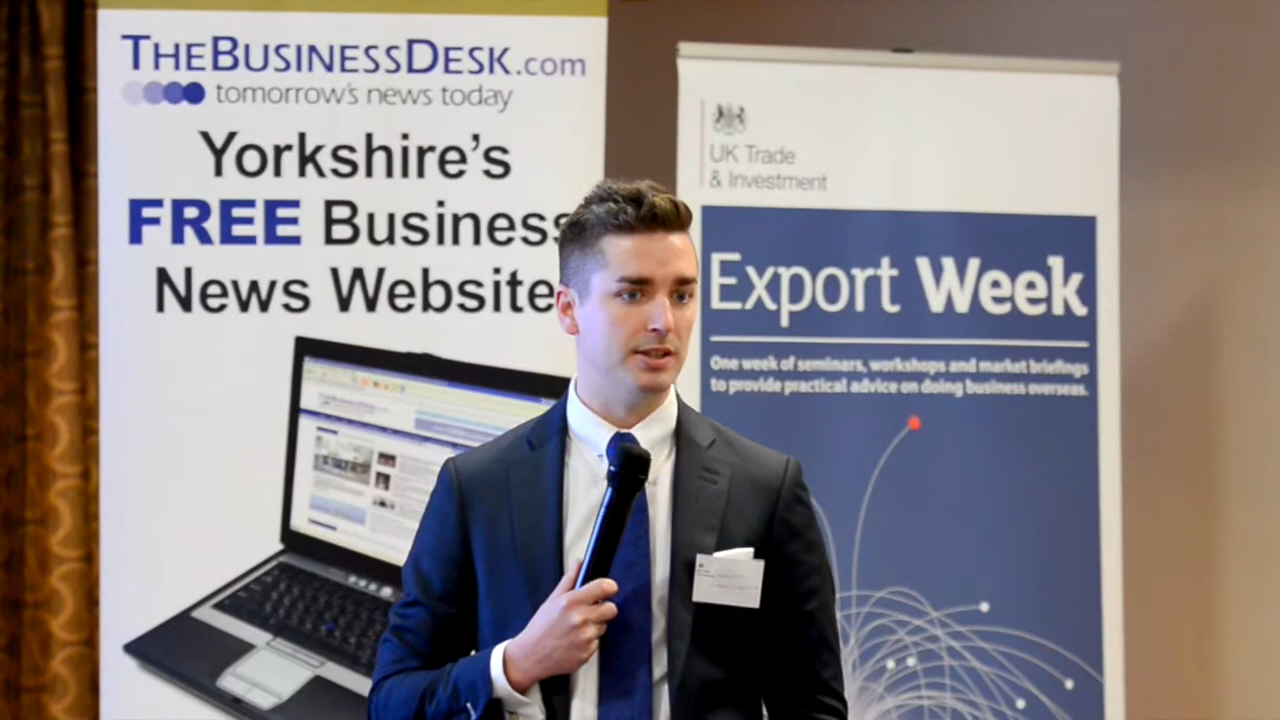 THEBUSINESSDESK.com
tomorrow's news today
Yorkshire's
FREE Business
News Website
UK Trade
& Investment
Export Week
One week of seminars, workshops and market briefings
to provide practical advice on doing business overseas.